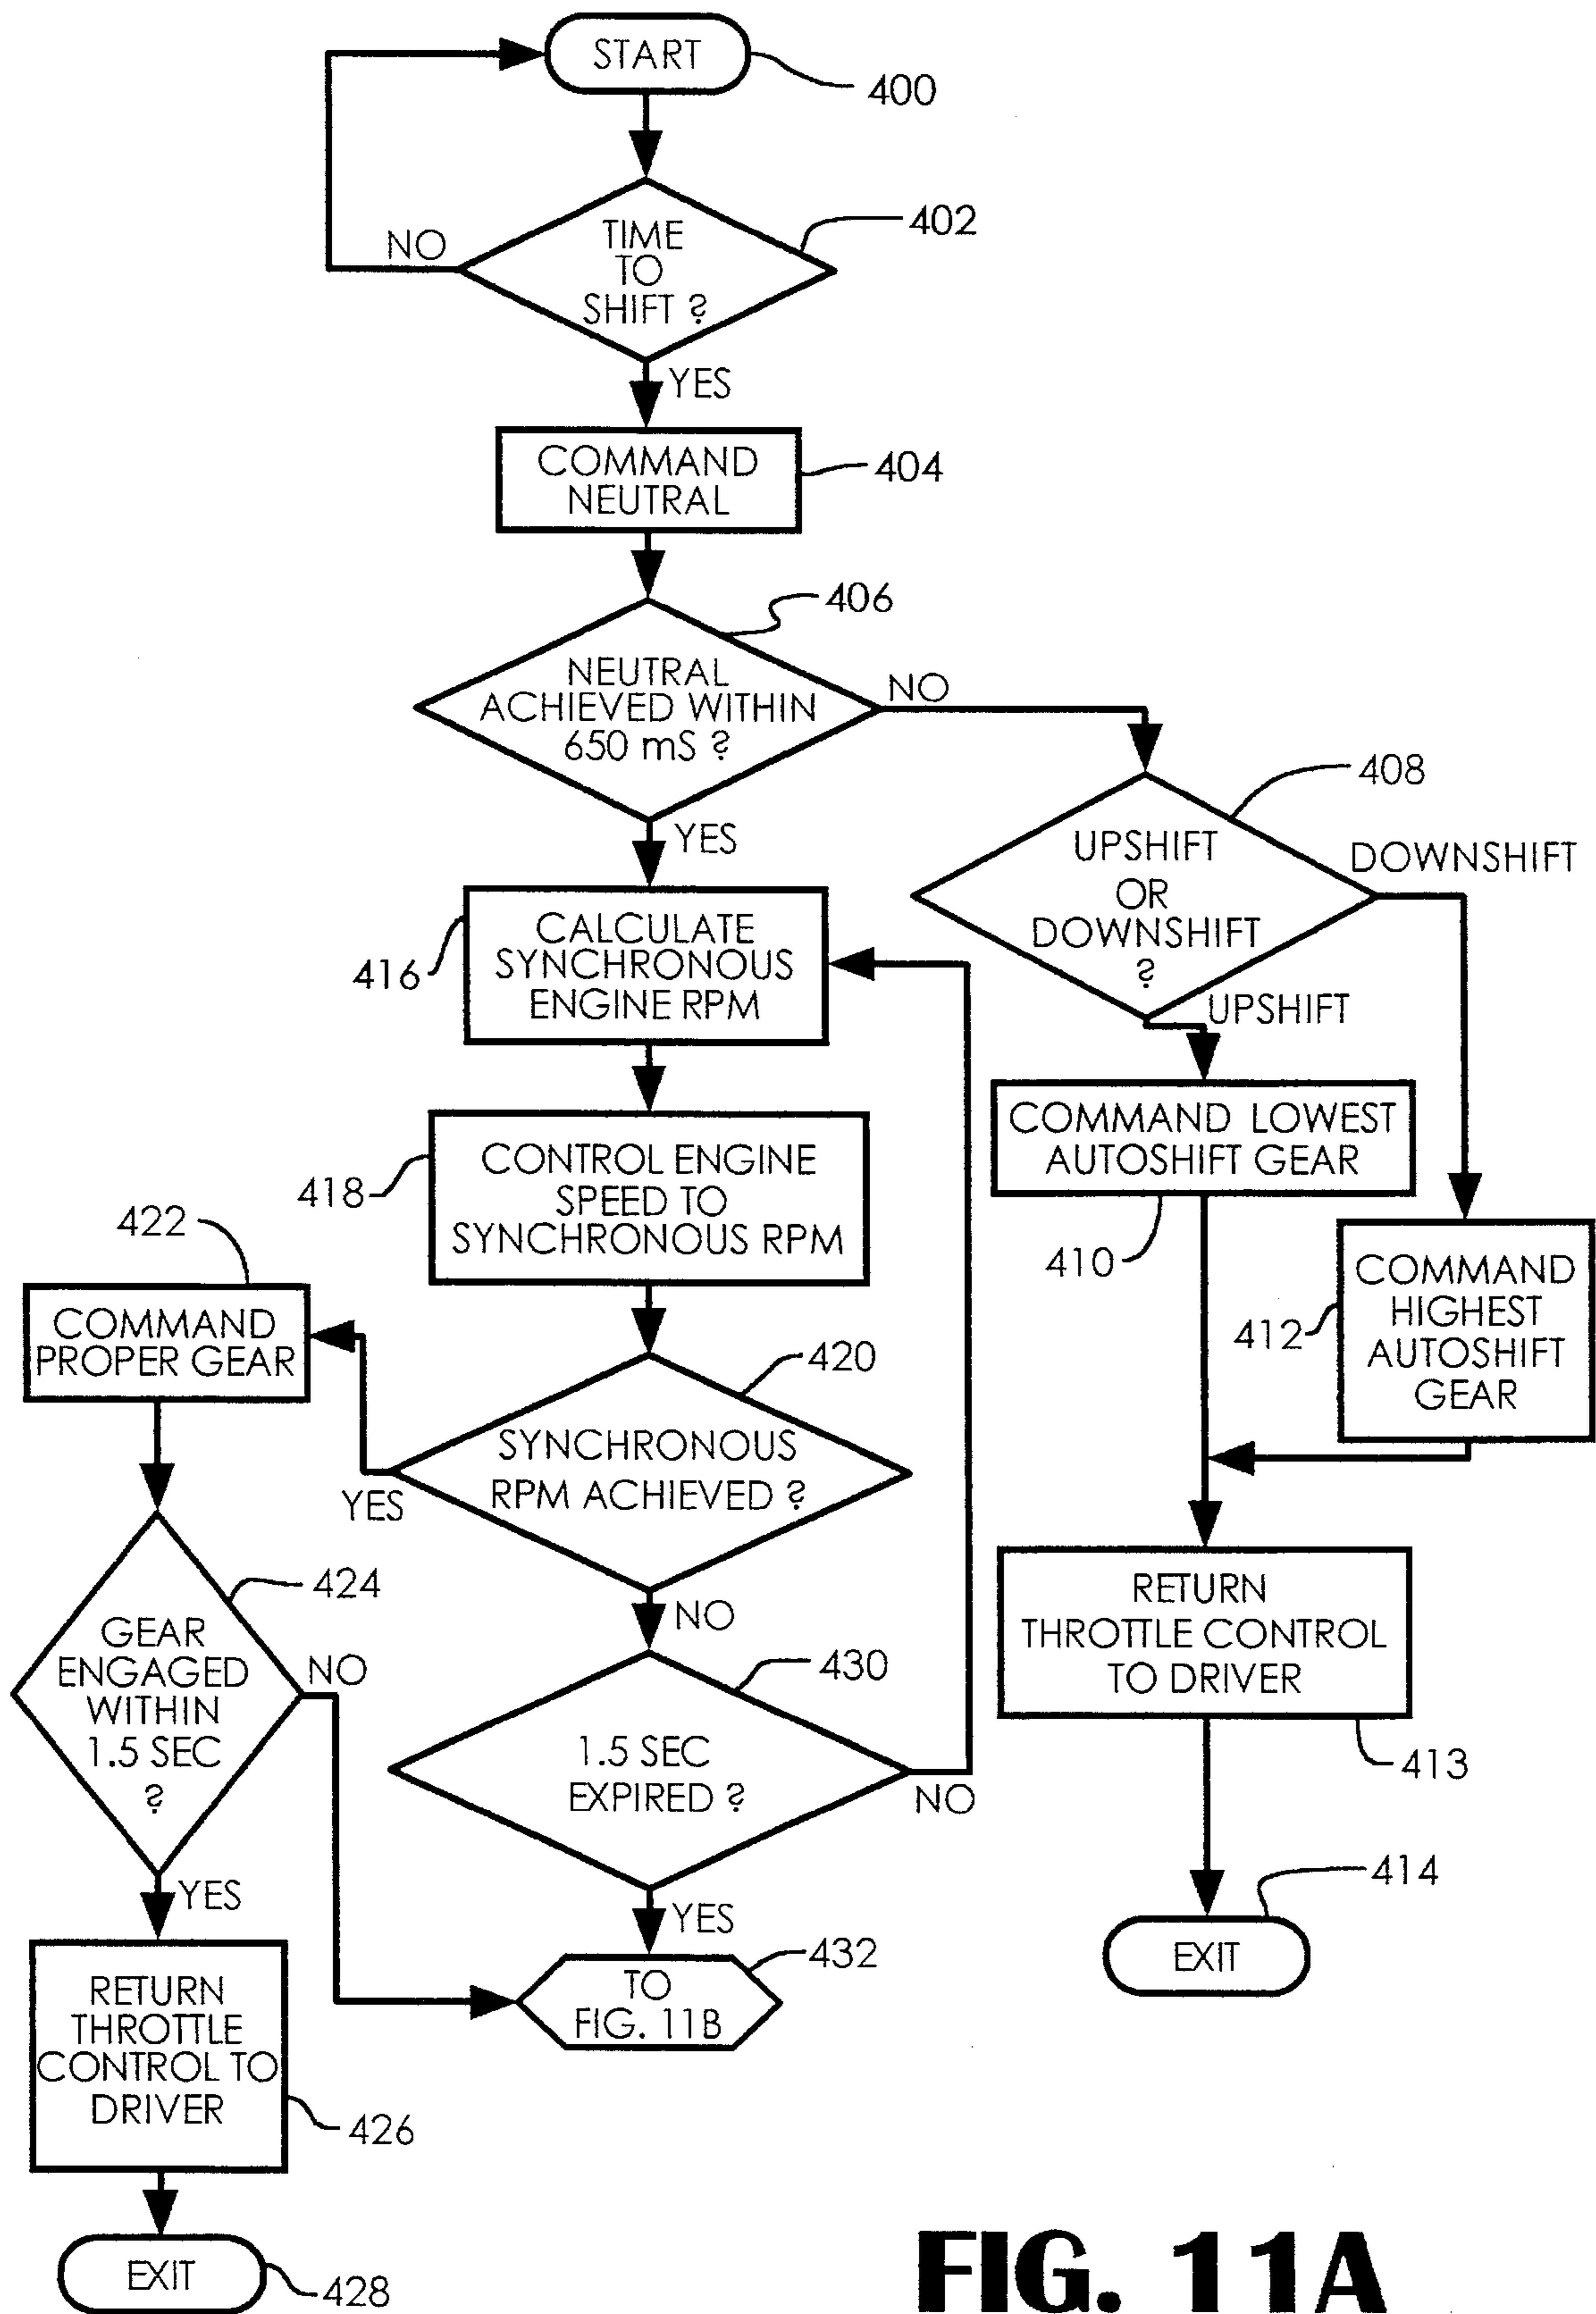 START
400
402
TIME
TO
SHIFT ?
NO
YES
COMMAND
NEUTRAL
404
406
NEUTRAL
ACHIEVED WITHIN
650 mS ?
NO
YES
408
UPSHIFT
OR
DOWNSHIFT
?
DOWNSHIFT
UPSHIFT
416
CALCULATE
SYNCHRONOUS
ENGINE RPM
COMMAND LOWEST
AUTOSHIFT GEAR
410
418
CONTROL ENGINE
SPEED TO
SYNCHRONOUS RPM
412
COMMAND
HIGHEST
AUTOSHIFT
GEAR
422
COMMAND
PROPER GEAR
420
SYNCHRONOUS
RPM ACHIEVED ?
YES
NO
424
GEAR
ENGAGED
WITHIN
1.5 SEC
?
NO
YES
430
1.5 SEC
EXPIRED ?
NO
YES
RETURN
THROTTLE CONTROL
TO DRIVER
413
414
EXIT
432
TO
FIG. 11B
RETURN
THROTTLE
CONTROL TO
DRIVER
426
EXIT
428
FIG. 11A